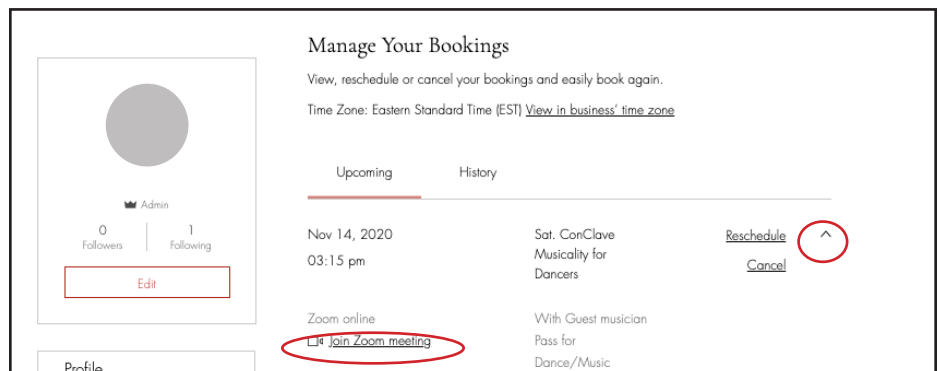 Manage Your Bookings
View, reschedule or cancel your bookings and easily book again.
Time Zone: Eastern Standard Time (EST) View in business' time zone
Upcoming History
Admin
0 1
Followers Following
Edit
Profile
Nov 14, 2020
03:15 pm
Sat. ConClave
Musicality for
Dancers
Reschedule
Cancel
Zoom online
Join Zoom meeting
With Guest musician
Pass for
Dance/Music